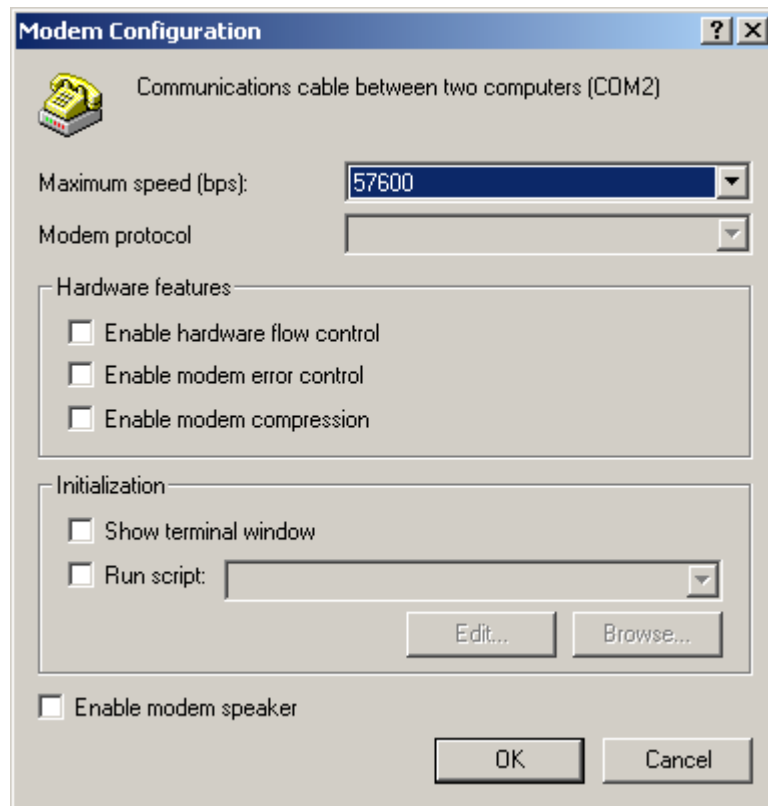 Modem Configuration
Communications cable between two computers (COM2)
Maximum speed (bps): 57600
Modem protocol
Hardware features
Enable hardware flow control
Enable modem error control
Enable modem compression
Initialization
Show terminal window
Run script:
Edit... Browse...
Enable modem speaker
OK Cancel